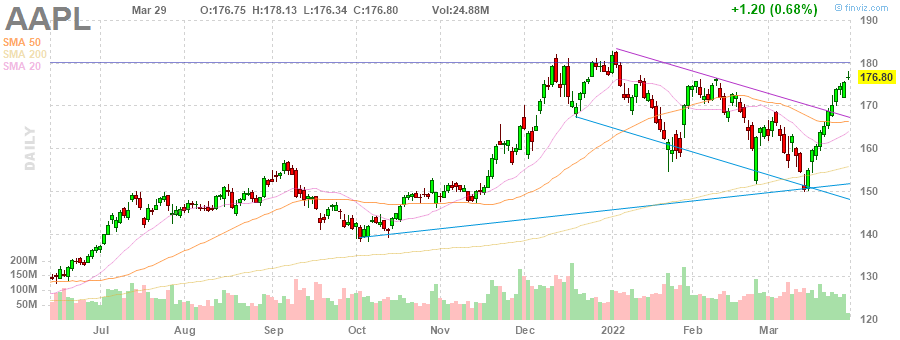 AAPL Mar 29 O:176.75 H:178.13 L:176.34 C:176.80 Vol:24.88M +1.20 (0.68%)
© finviz.com
SMA 50
SMA 200
SMA 20
DAILY
190
180
176.80
170
160
150
140
130
120
200M
150M
100M
50M
Jul Aug Sep Oct Nov Dec 2022 Feb Mar